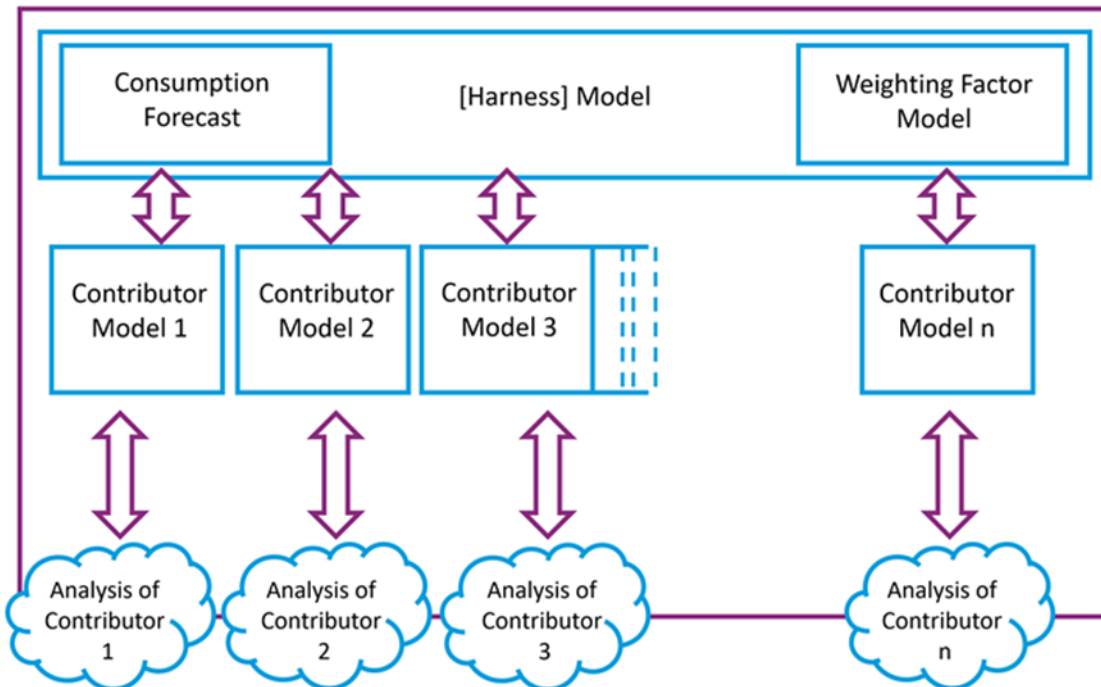 Consumption
Forecast
[Harness] Model
Weighting Factor
Model
Contributor
Model 1
Contributor
Model 2
Contributor
Model 3
Contributor
Model n
Analysis of
Contributor
1
Analysis of
Contributor
2
Analysis of
Contributor
3
Analysis of
Contributor
n